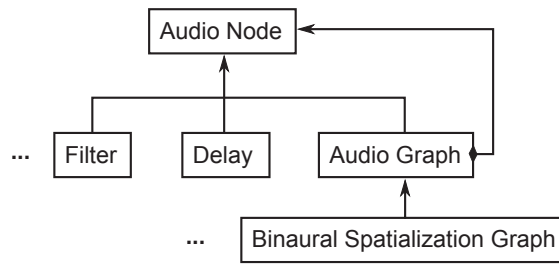 Audio Node
... Filter Delay Audio Graph
... Binaural Spatialization Graph